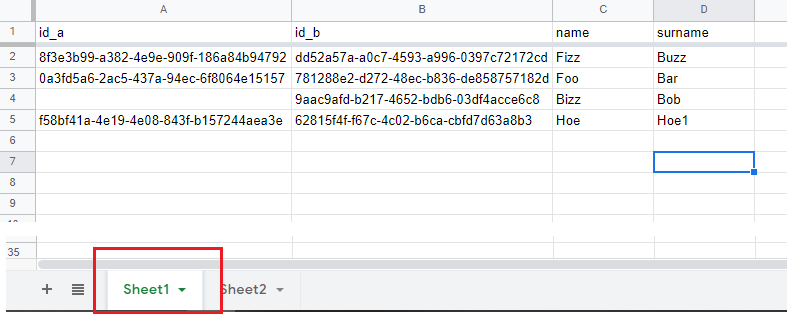 A B C D
1 id_a id_b name surname
2 8f3e3b99-a382-4e9e-909f-186a84b94792 dd52a57a-a0c7-4593-a996-0397c72172cd Fizz Buzz
3 0a3fd5a6-2ac5-437a-94ec-6f8064e15157 781288e2-d272-48ec-b836-de858757182d Foo Bar
4 9aac9afd-b217-4652-bdb6-03df4acce6c8 Bizz Bob
5 f58bf41a-4e19-4e08-843f-b157244aea3e 62815f4f-f67c-4c02-b6ca-cbfd7d63a8b3 Hoe Hoe1
6
7
8
9
35
Sheet1 Sheet2